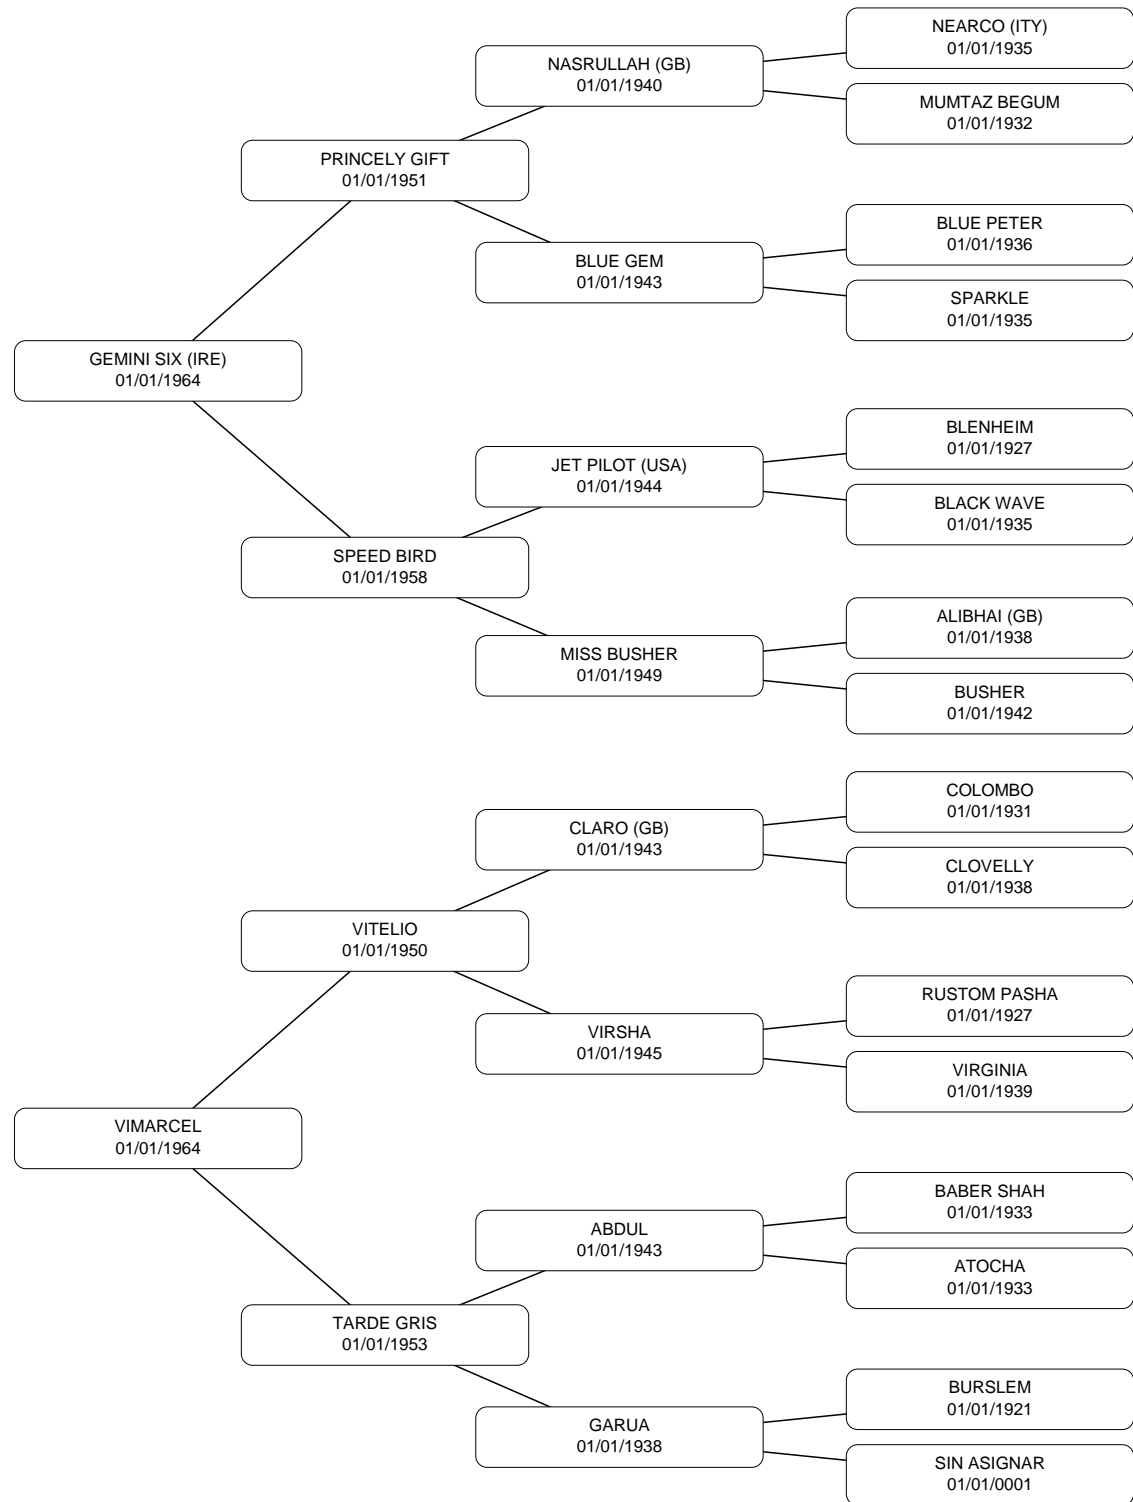 NEARCO (ITY)
01/01/1935
NASRULLAH (GB)
01/01/1940
MUMTAZ BEGUM
01/01/1932
PRINCELY GIFT
01/01/1951
BLUE PETER
01/01/1936
BLUE GEM
01/01/1943
SPARKLE
01/01/1935
GEMINI SIX (IRE)
01/01/1964
BLENHEIM
01/01/1927
JET PILOT (USA)
01/01/1944
BLACK WAVE
01/01/1935
SPEED BIRD
01/01/1958
ALIBHAI (GB)
01/01/1938
MISS BUSHER
01/01/1949
BUSHER
01/01/1942
COLOMBO
01/01/1931
CLARO (GB)
01/01/1943
CLOVELLY
01/01/1938
VITELIO
01/01/1950
RUSTOM PASHA
01/01/1927
VIRSHA
01/01/1945
VIRGINIA
01/01/1939
VIMARCEL
01/01/1964
BABER SHAH
01/01/1933
ABDUL
01/01/1943
ATOCHA
01/01/1933
TARDE GRIS
01/01/1953
BURSLEM
01/01/1921
GARUA
01/01/1938
SIN ASIGNAR
01/01/0001